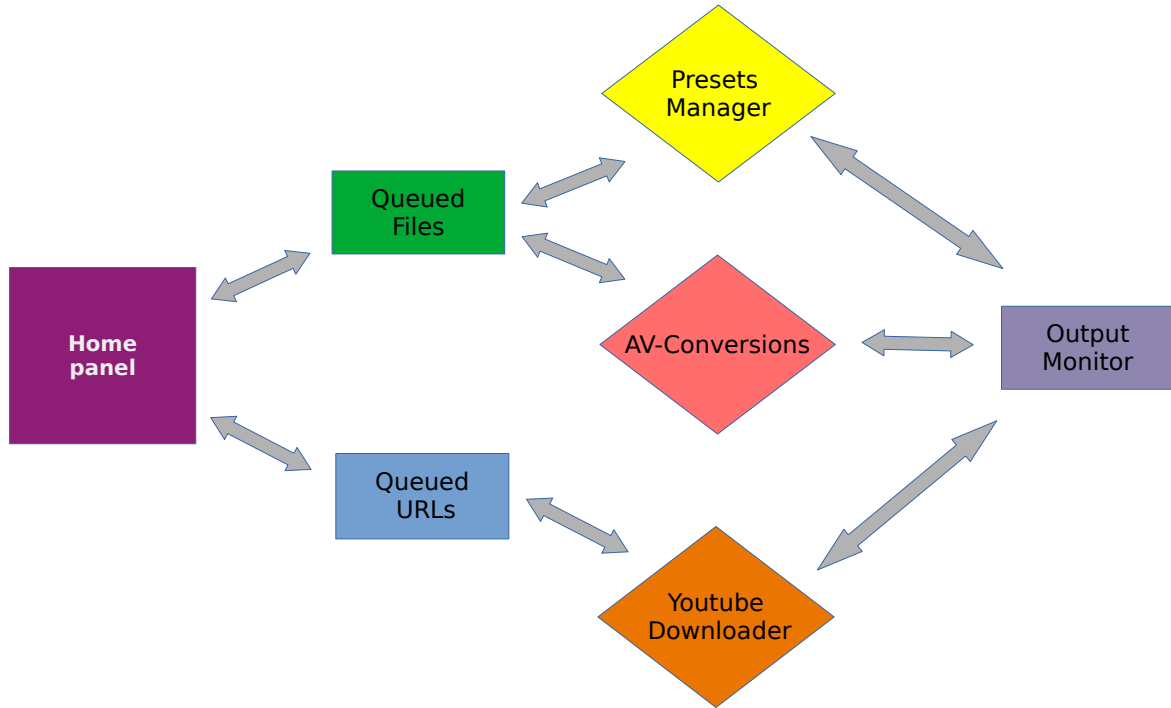 Presets
Manager
Queued
Files
Home
panel
AV-Conversions
Output
Monitor
Queued
URLs
Youtube
Downloader